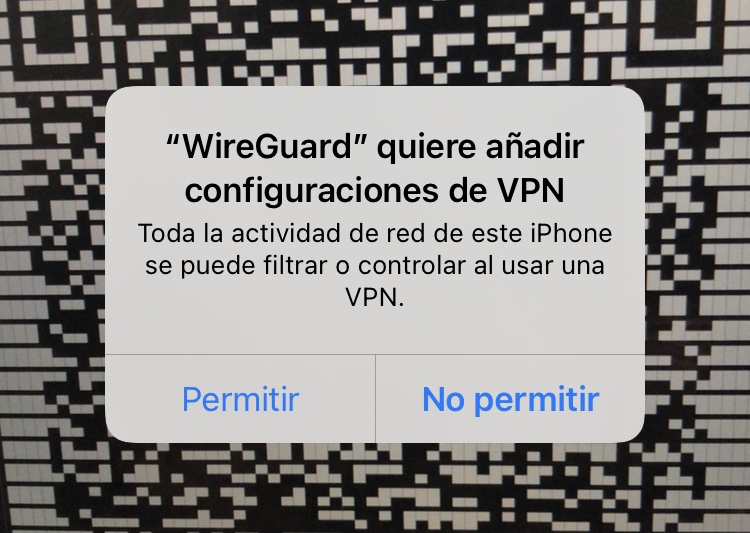 “WireGuard” quiere añadir
configuraciones de VPN
Toda la actividad de red de este iPhone
se puede filtrar o controlar al usar una
VPN.
Permitir
No permitir